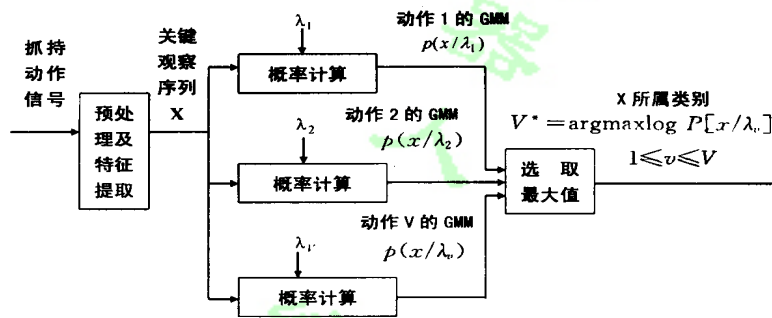 抓持
动作
信号
预处
理及
特征
提取
关键
观察
序列
X
λ₁
概率计算
动作 1 的 GMM
p(x/λ₁)
λ₂
概率计算
动作 2 的 GMM
p(x/λ₂)
概率计算
动作 V 的 GMM
p(x/λᵥ)
选 取
最大值
X 所属类别
V* = argmaxlog P[x/λᵥ]
1≤v≤V